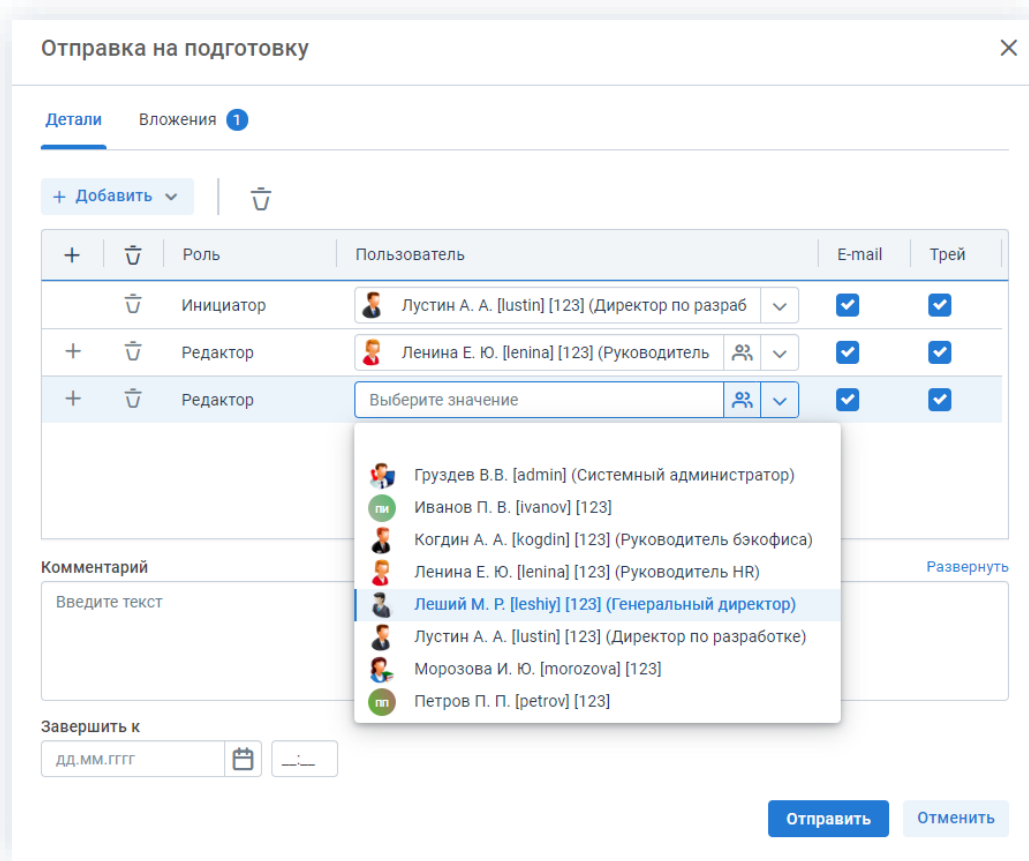 Отправка на подготовку
Детали Вложения 1
+ Добавить
Роль Пользователь E-mail Трей
Инициатор Лустин А. А. [lustin] [123] (Директор по разраб
Редактор Ленина Е. Ю. [lenina] [123] (Руководитель
Редактор Выберите значение
Груздев В.В. [admin] (Системный администратор)
ПИ Иванов П. В. [ivanov] [123]
Когдин А. А. [kogdin] [123] (Руководитель бэкофиса)
Комментарий Развернуть
Ленина Е. Ю. [lenina] [123] (Руководитель HR)
Введите текст
Леший М. Р. [leshiy] [123] (Генеральный директор)
Лустин А. А. [lustin] [123] (Директор по разработке)
Морозова И. Ю. [morozova] [123]
ПП Петров П. П. [petrov] [123]
Завершить к
дд.мм.гггг __:__
Отправить Отменить